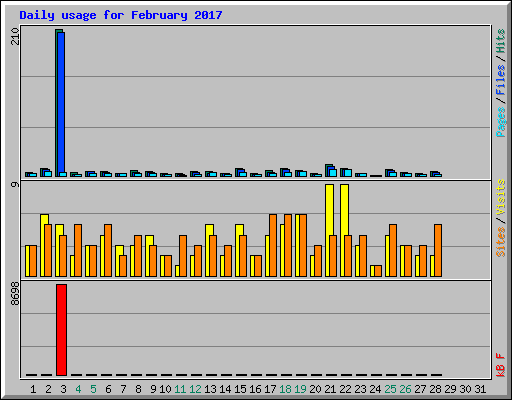 Daily usage for February 2017
210
Pages / Files / Hits
9
Sites / Visits
8698
kB F
1 2 3 4 5 6 7 8 9 10 11 12 13 14 15 16 17 18 19 20 21 22 23 24 25 26 27 28 29 30 31